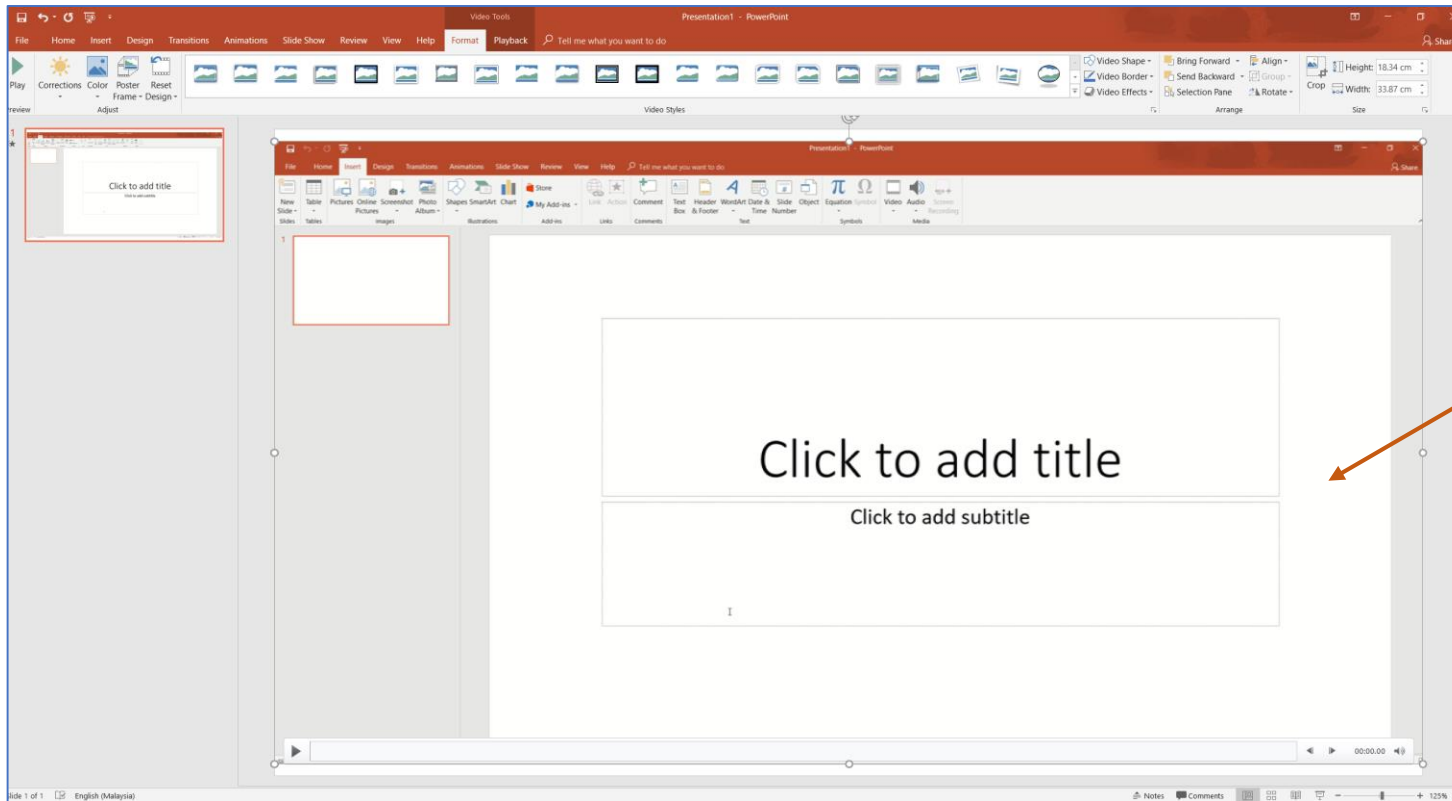 Video Tools
Presentation1 - PowerPoint
File Home Insert Design Transitions Animations Slide Show Review View Help Format Playback Tell me what you want to do
Play Corrections Color Poster Frame Reset Design
Video Shape Video Border Video Effects
Bring Forward Send Backward Selection Pane Align Group Rotate
Crop Height: 18.34 cm Width: 33.87 cm
Adjust Video Styles Arrange Size
1
Click to add title
Click to add subtitle
Presentation1 - PowerPoint
File Home Insert Design Transitions Animations Slide Show Review View Help Tell me what you want to do Share
New Slide Table Pictures Online Pictures Screenshot Photo Album Shapes SmartArt Chart Store My Add-ins Link Action Comment Text Box Header & Footer WordArt Date & Time Slide Number Object Equation Symbol Video Audio Screen Recording
Slides Tables Images Illustrations Add-ins Links Comments Text Symbols Media
1
Click to add title
Click to add subtitle
00:00.00
Slide 1 of 1 English (Malaysia) Notes Comments 125%